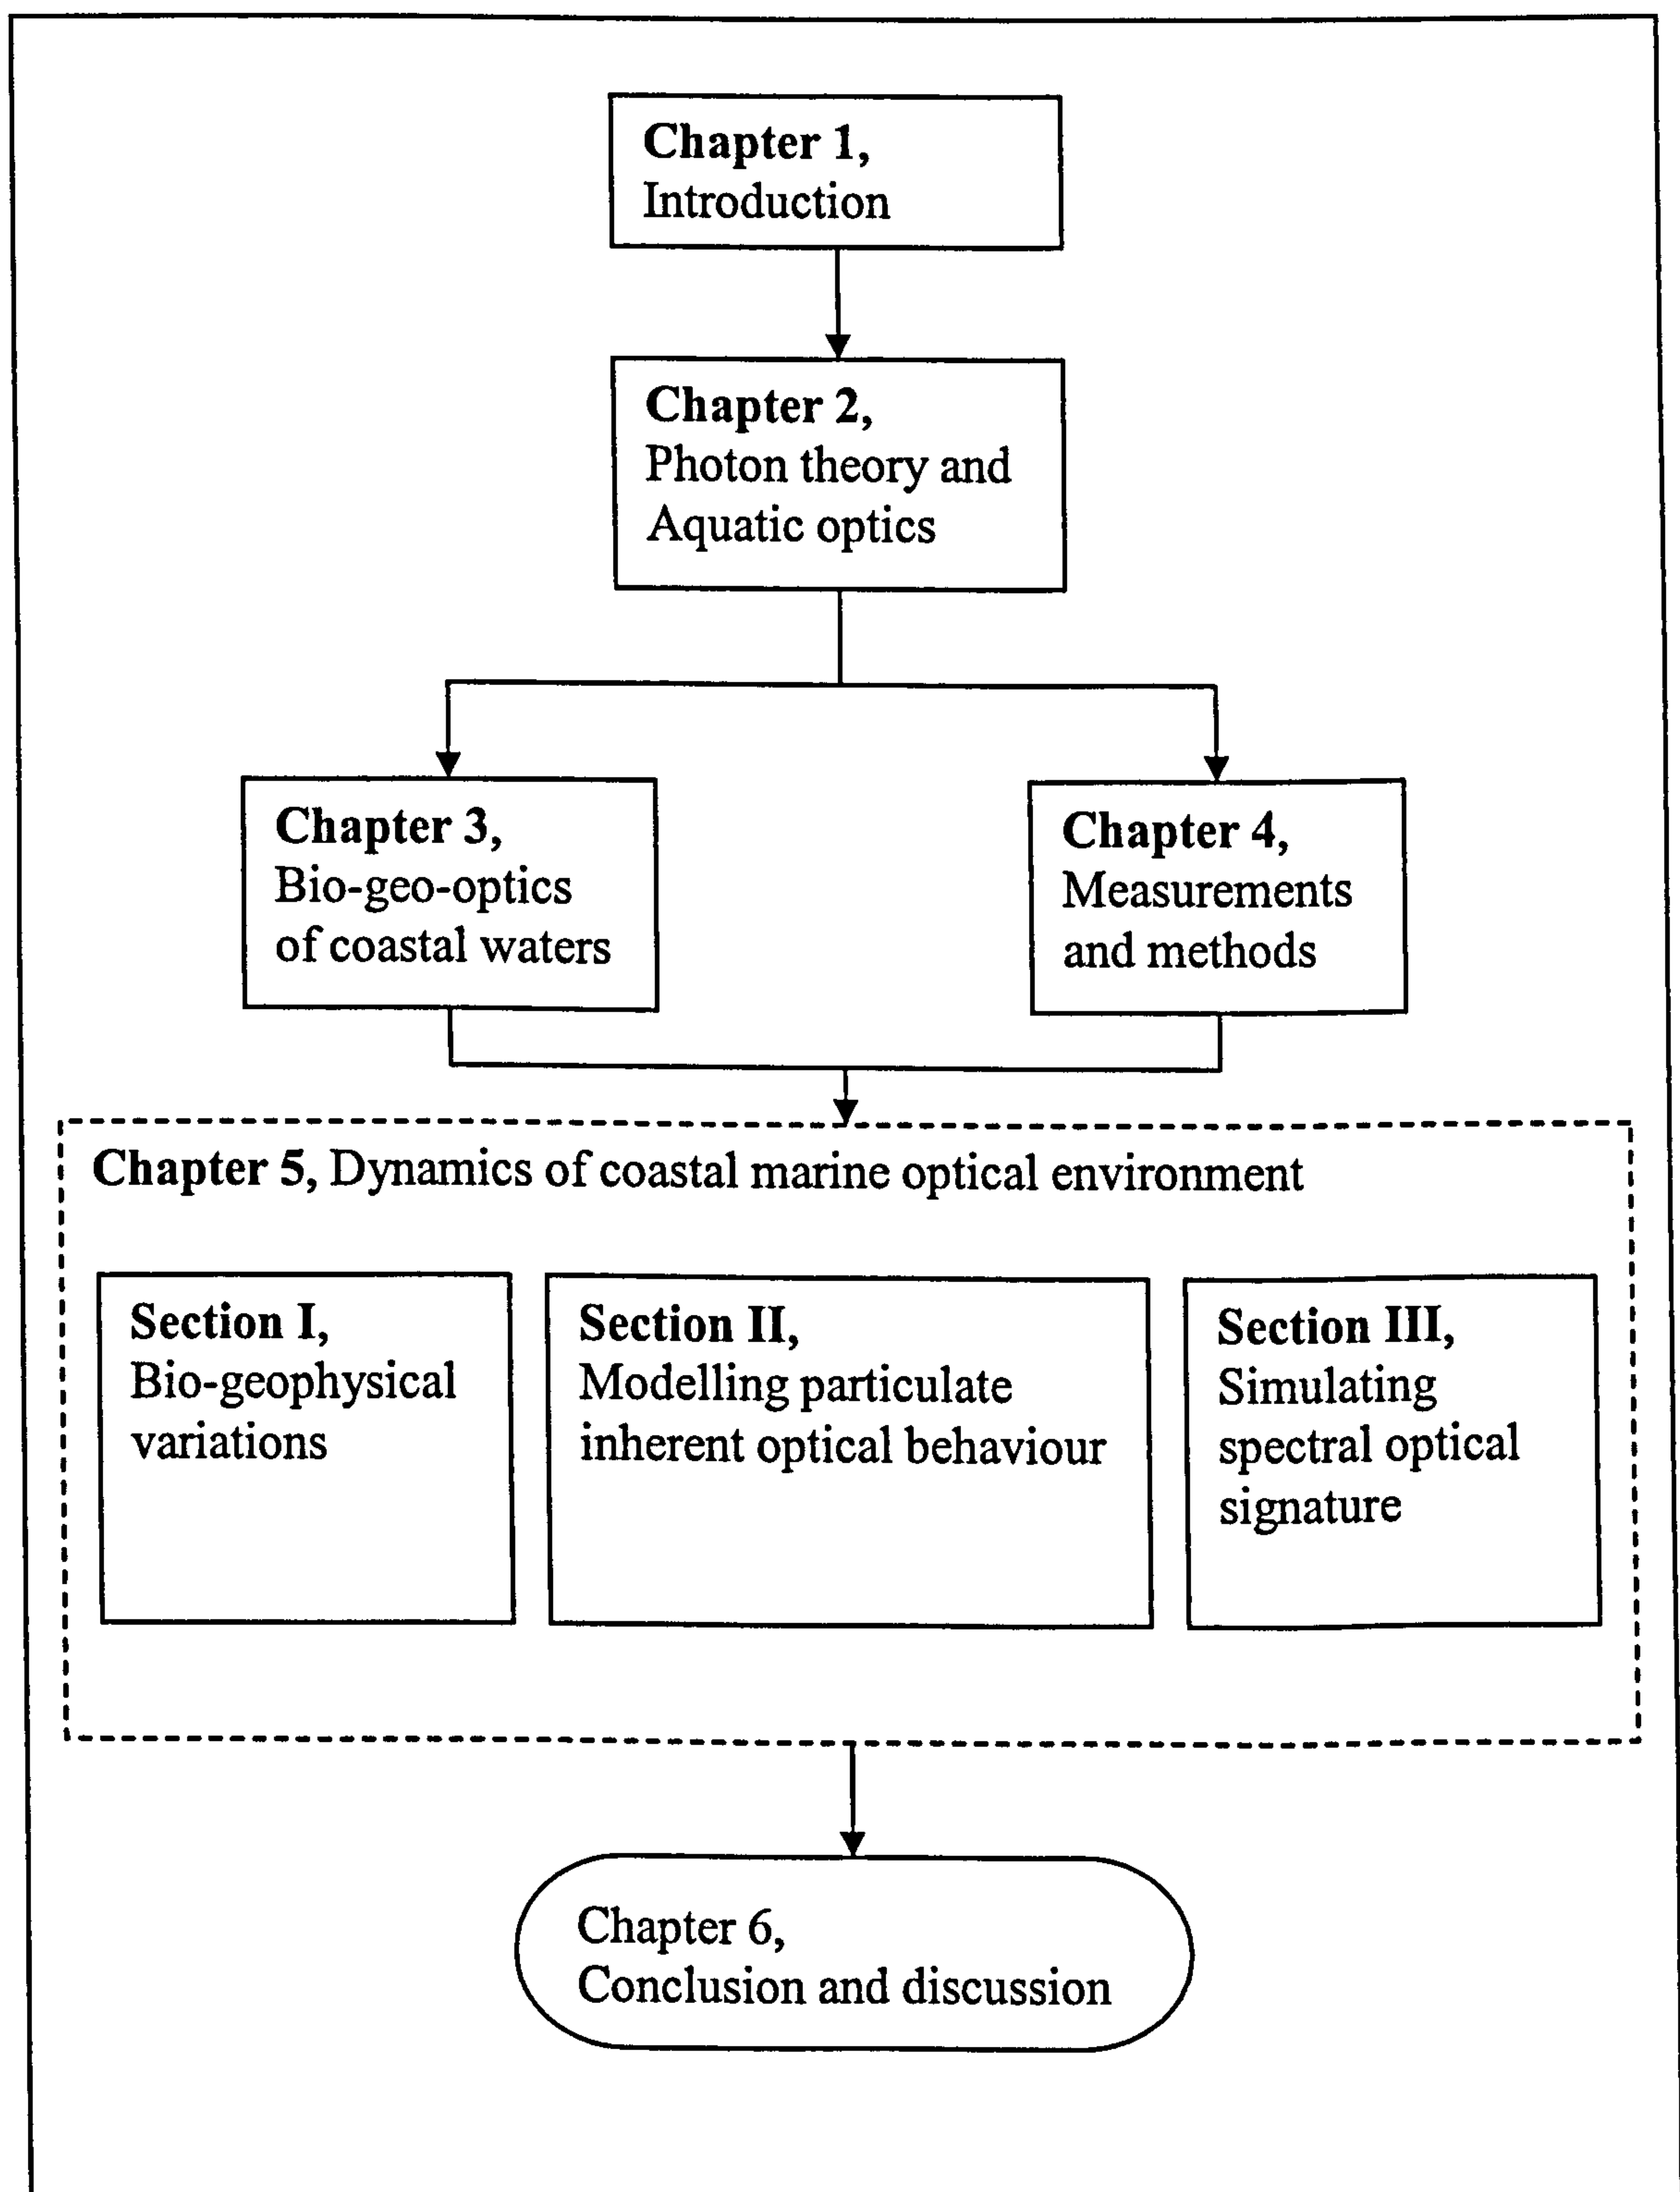 Chapter 1,
Introduction
Chapter 2,
Photon theory and
Aquatic optics
Chapter 3,
Bio-geo-optics
of coastal waters
Chapter 4,
Measurements
and methods
Chapter 5, Dynamics of coastal marine optical environment
Section I,
Bio-geophysical
variations
Section II,
Modelling particulate
inherent optical behaviour
Section III,
Simulating
spectral optical
signature
Chapter 6,
Conclusion and discussion